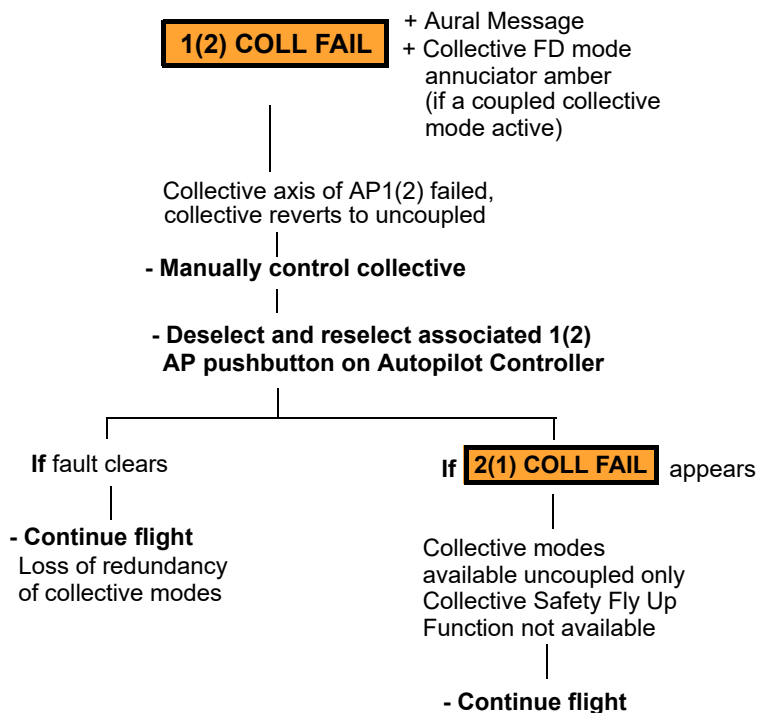 1(2) COLL FAIL
+ Aural Message
+ Collective FD mode
annuciator amber
(if a coupled collective
mode active)
Collective axis of AP1(2) failed,
collective reverts to uncoupled
- Manually control collective
- Deselect and reselect associated 1(2)
AP pushbutton on Autopilot Controller
If fault clears
- Continue flight
Loss of redundancy
of collective modes
If 2(1) COLL FAIL appears
Collective modes
available uncoupled only
Collective Safety Fly Up
Function not available
- Continue flight